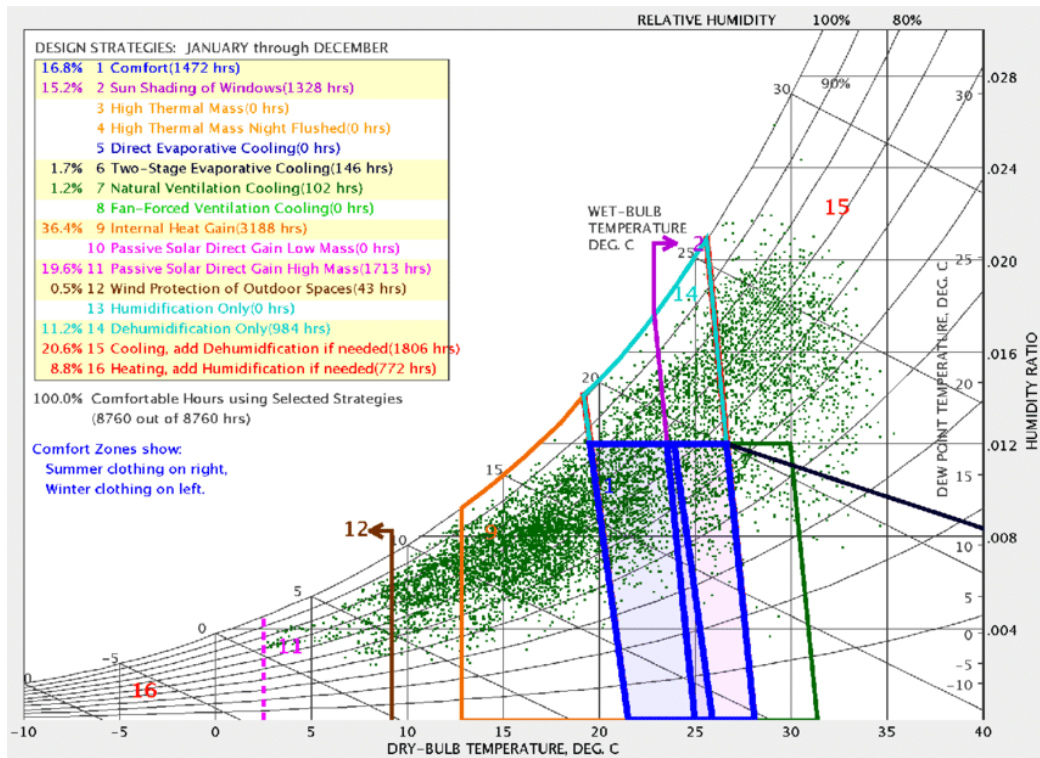 RELATIVE HUMIDITY 100% 80%
DESIGN STRATEGIES: JANUARY through DECEMBER
16.8% 1 Comfort(1472 hrs)
15.2% 2 Sun Shading of Windows(1328 hrs)
3 High Thermal Mass(0 hrs)
4 High Thermal Mass Night Flushed(0 hrs)
5 Direct Evaporative Cooling(0 hrs)
1.7% 6 Two-Stage Evaporative Cooling(146 hrs)
1.2% 7 Natural Ventilation Cooling(102 hrs)
8 Fan-Forced Ventilation Cooling(0 hrs)
36.4% 9 Internal Heat Gain(3188 hrs)
10 Passive Solar Direct Gain Low Mass(0 hrs)
19.6% 11 Passive Solar Direct Gain High Mass(1713 hrs)
0.5% 12 Wind Protection of Outdoor Spaces(43 hrs)
13 Humidification Only(0 hrs)
11.2% 14 Dehumidification Only(984 hrs)
20.6% 15 Cooling, add Dehumidfication if needed(1806 hrs)
8.8% 16 Heating, add Humidification if needed(772 hrs)
100.0% Comfortable Hours using Selected Strategies
(8760 out of 8760 hrs)
Comfort Zones show:
Summer clothing on right,
Winter clothing on left.
WET-BULB
TEMPERATURE
DEG. C
90%
30
30
.028
.024
15
2
25
25
.020
14
.016
20
20
.012
15
15
1
12
10
9
.008
10
5
5
0
11
0
.004
-5
-5
-10
16
0
DEW POINT TEMPERATURE, DEG. C
HUMIDITY RATIO
-10 -5 0 5 10 15 20 25 30 35 40
DRY-BULB TEMPERATURE, DEG. C